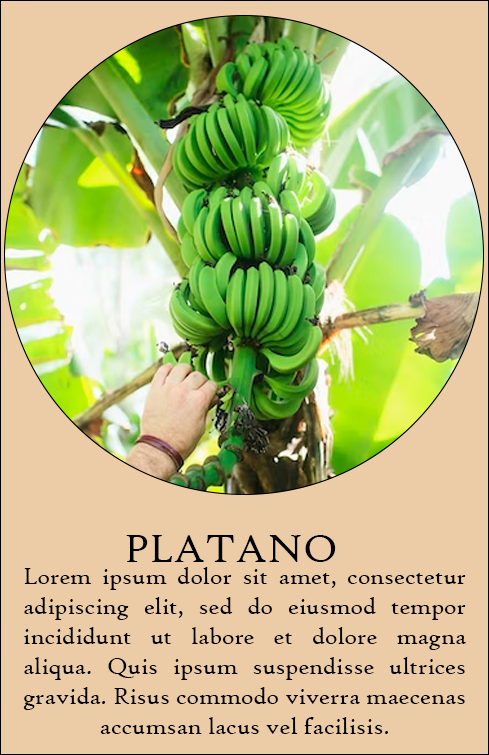 PLATANO
Lorem ipsum dolor sit amet, consectetur
adipiscing elit, sed do eiusmod tempor
incididunt ut labore et dolore magna
aliqua. Quis ipsum suspendisse ultrices
gravida. Risus commodo viverra maecenas
accumsan lacus vel facilisis.